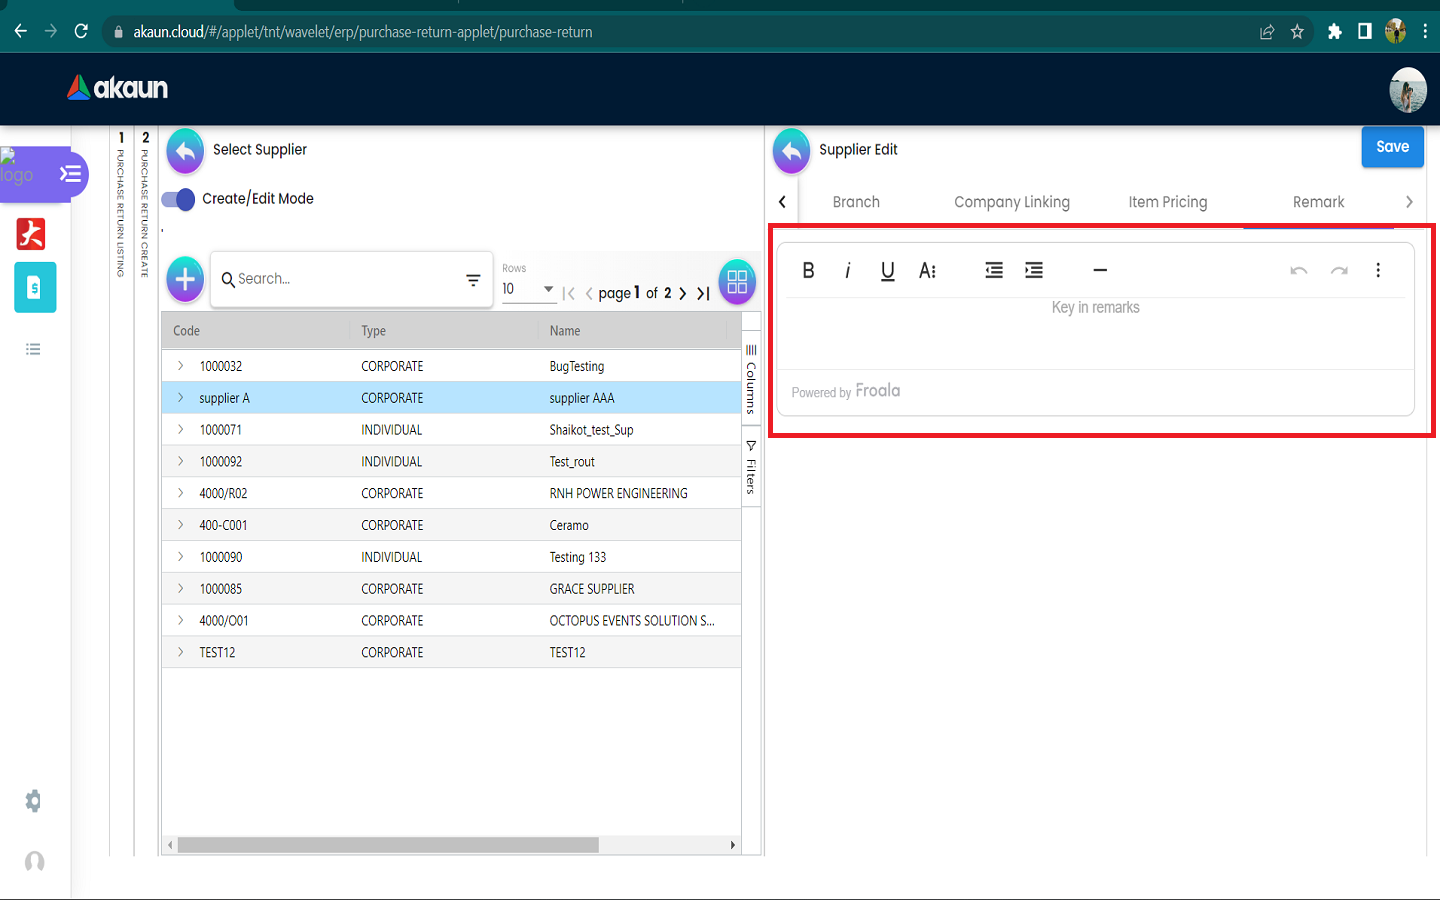 akaun.cloud/#/applet/tnt/wavelet/erp/purchase-return-applet/purchase-return
akaun
logo
1 PURCHASE RETURN LISTING
2 PURCHASE RETURN CREATE
Select Supplier
Create/Edit Mode
Search...
Rows
10
page 1 of 2
Code Type Name
1000032 CORPORATE BugTesting
supplier A CORPORATE supplier AAA
1000071 INDIVIDUAL Shaikot_test_Sup
1000092 INDIVIDUAL Test_rout
4000/R02 CORPORATE RNH POWER ENGINEERING
400-C001 CORPORATE Ceramo
1000090 INDIVIDUAL Testing 133
1000085 CORPORATE GRACE SUPPLIER
4000/O01 CORPORATE OCTOPUS EVENTS SOLUTION S...
TEST12 CORPORATE TEST12
Columns
Filters
Supplier Edit
Save
Branch Company Linking Item Pricing Remark
Key in remarks
Powered by Froala